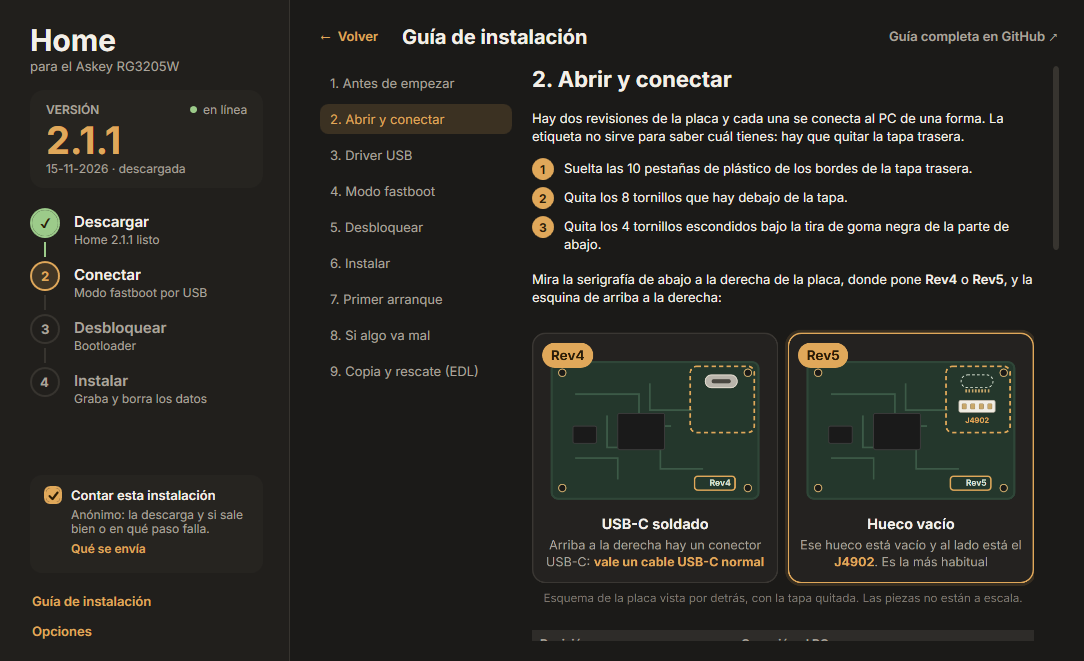 Home
para el Askey RG3205W
VERSIÓN
en línea
2.1.1
15-11-2026 · descargada
✓
Descargar
Home 2.1.1 listo
2
Conectar
Modo fastboot por USB
3
Desbloquear
Bootloader
4
Instalar
Graba y borra los datos
Contar esta instalación
Anónimo: la descarga y si sale
bien o en qué paso falla.
Qué se envía
Guía de instalación
Opciones
← Volver
Guía de instalación
Guía completa en GitHub ↗
1. Antes de empezar
2. Abrir y conectar
3. Driver USB
4. Modo fastboot
5. Desbloquear
6. Instalar
7. Primer arranque
8. Si algo va mal
9. Copia y rescate (EDL)
2. Abrir y conectar
Hay dos revisiones de la placa y cada una se conecta al PC de una forma. La
etiqueta no sirve para saber cuál tienes: hay que quitar la tapa trasera.
1 Suelta las 10 pestañas de plástico de los bordes de la tapa trasera.
2 Quita los 8 tornillos que hay debajo de la tapa.
3 Quita los 4 tornillos escondidos bajo la tira de goma negra de la parte de
abajo.
Mira la serigrafía de abajo a la derecha de la placa, donde pone Rev4 o Rev5, y la
esquina de arriba a la derecha:
Rev4
Rev4
USB-C soldado
Arriba a la derecha hay un conector
USB-C: vale un cable USB-C normal
Rev5
J4902
Rev5
Hueco vacío
Ese hueco está vacío y al lado está el
J4902. Es la más habitual
Esquema de la placa vista por detrás, con la tapa quitada. Las piezas no están a escala.